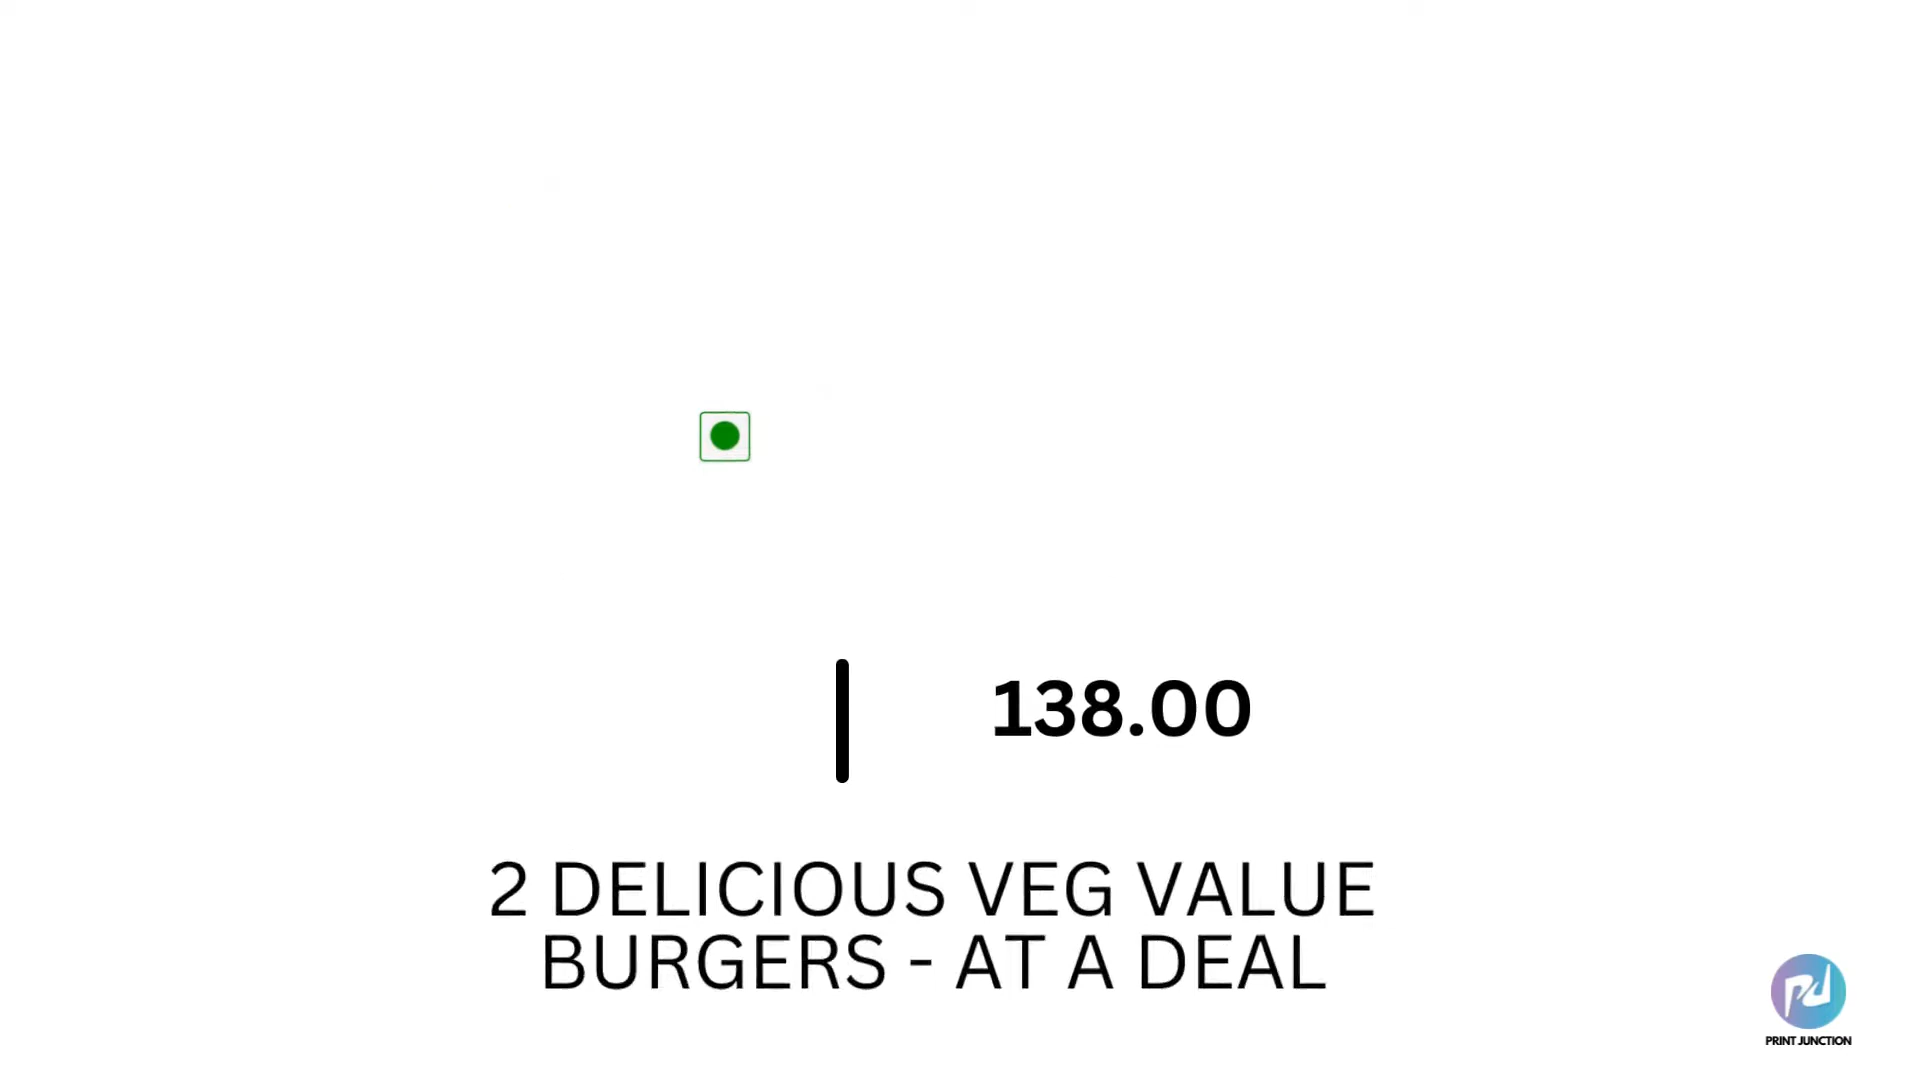 138.00
2 DELICIOUS VEG VALUE
BURGERS - AT A DEAL
PRINT JUNCTION